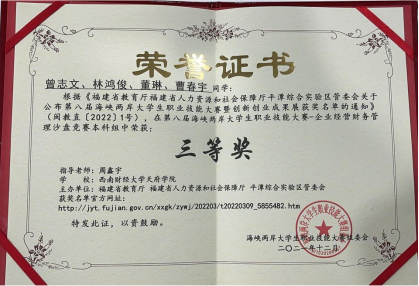 荣誉证书
曾志文、林鸿俊、董琳、曹春宇同学：
根据《福建省教育厅福建省人力资源和社会保障厅平潭综合实验区管委会关于
公布第八届海峡两岸大学生职业技能大赛暨创新创业成果展获奖名单的通知》
（闽教直【2022】1号），在第八届海峡两岸大学生职业技能大赛-企业经营财务管
理沙盘竞赛本科组中荣获：
三等奖
指导老师：周鑫宇
学校：西南财经大学天府学院
主办单位：福建省教育厅 福建省人力资源和社会保障厅 平潭综合实验区管委会
获奖名单官方网址：
http://jyt.fujian.gov.cn/xxgk/zywj/202203/t20220309_5855482.htm
特发此证，以资鼓励。
海峡两岸大学生职业技能大赛组委会
二〇二一年十二月